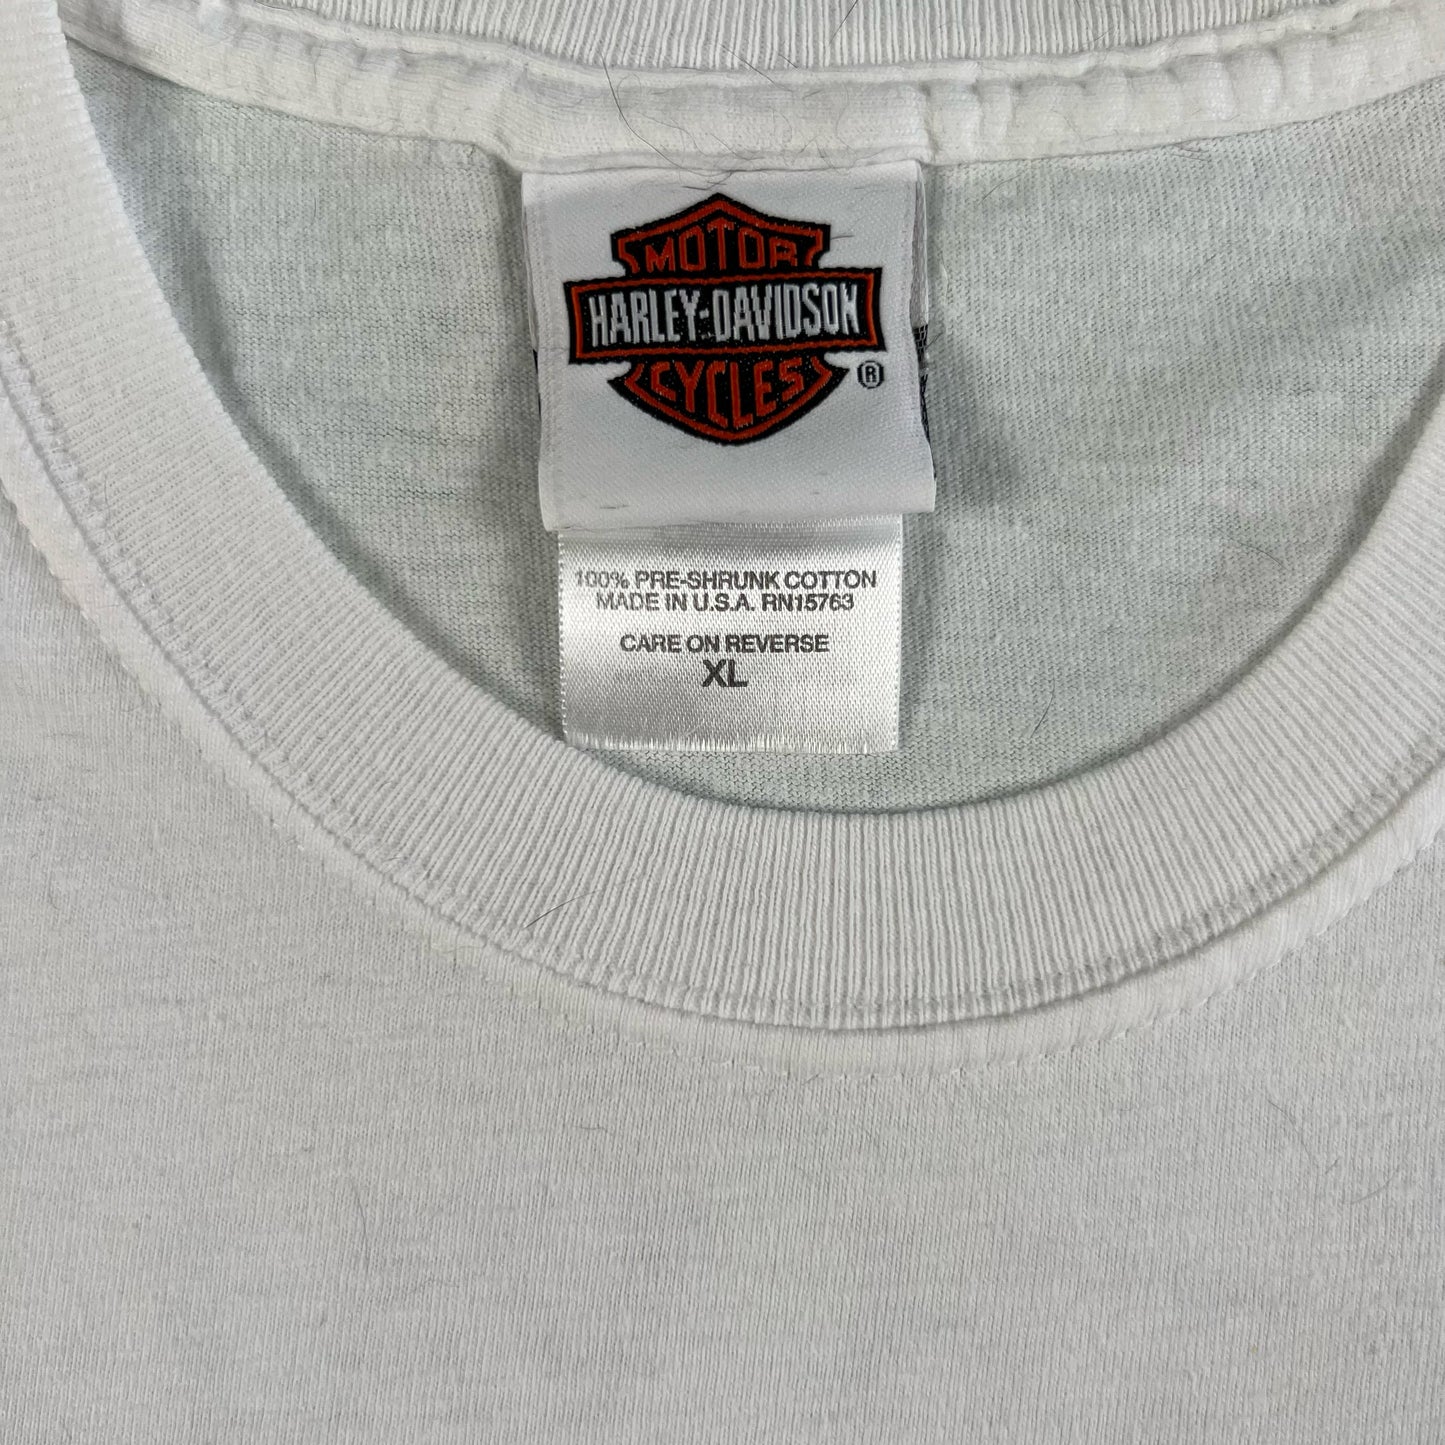 MOTOR
HARLEY-DAVIDSON
CYCLES
®
100% PRE-SHRUNK COTTON
MADE IN U.S.A. RN15763
CARE ON REVERSE
XL